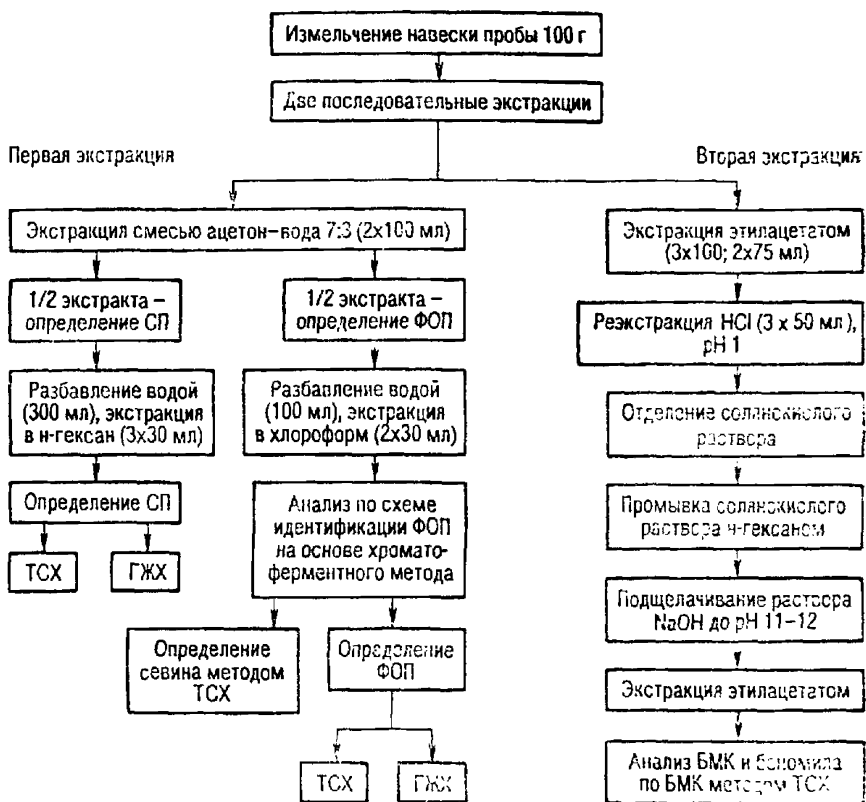 Измельчение навески пробы 100 г
Две последовательные экстракции
Первая экстракция
Вторая экстракция
Экстракция смесью ацетон–вода 7:3 (2х100 мл)
1/2 экстракта –
определение СП
Разбавление водой
(300 мл), экстракция
в н-гексан (3х30 мл)
Определение СП
ТСХ
ГЖХ
1/2 экстракта –
определение ФОП
Разбавление водой
(100 мл), экстракция
в хлороформ (2х30 мл)
Анализ по схеме
идентификации ФОП
на основе хромато-
ферментного метода
Определение
севина методом
ТСХ
Определение
ФОП
ТСХ
ГЖХ
Экстракция этилацетатом
(3х100; 2х75 мл)
Реэкстракция HCl (3 х 50 мл),
pH 1
Отделение солянокислого
раствора
Промывка солянокислого
раствора н-гексаном
Подщелачивание раствора
NaOH до pH 11–12
Экстракция этилацетатом
Анализ БМК и беномила
по БМК методом ТСХ